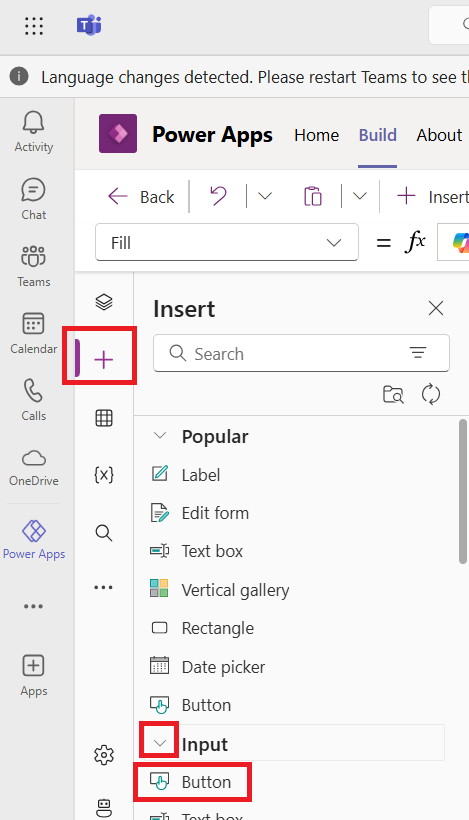 Language changes detected. Please restart Teams to see
Activity
Chat
Teams
Calendar
Calls
OneDrive
Power Apps
Apps
Power Apps Home Build About
Back Insert
Fill = fx
Insert
Search
{x}
Popular
Label
Edit form
Text box
Vertical gallery
Rectangle
Date picker
Button
Input
Button
Text box